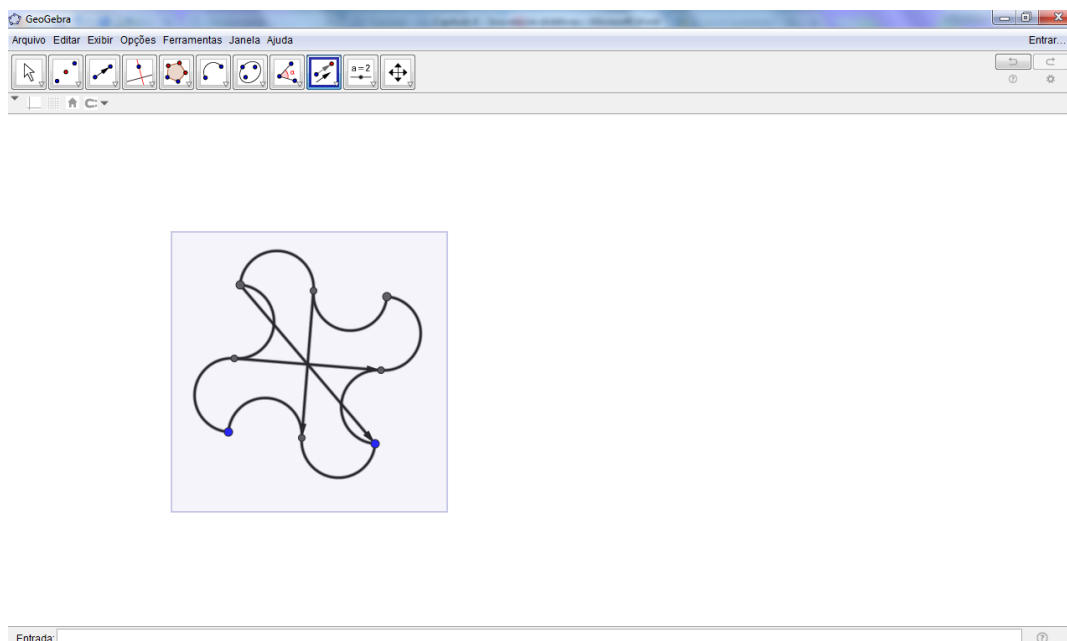 GeoGebra
Arquivo Editar Exibir Opções Ferramentas Janela Ajuda
Entrar...
a=2
Entrada: